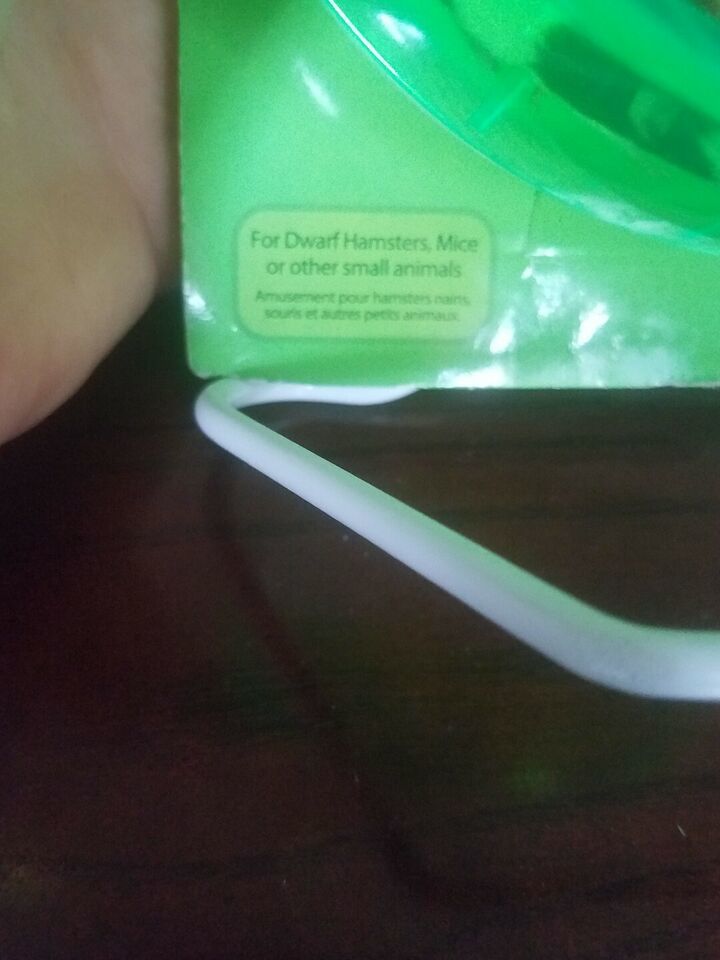 For Dwarf Hamsters, Mice
or other small animals
Amusement pour hamsters nains,
souris et autres petits animaux.